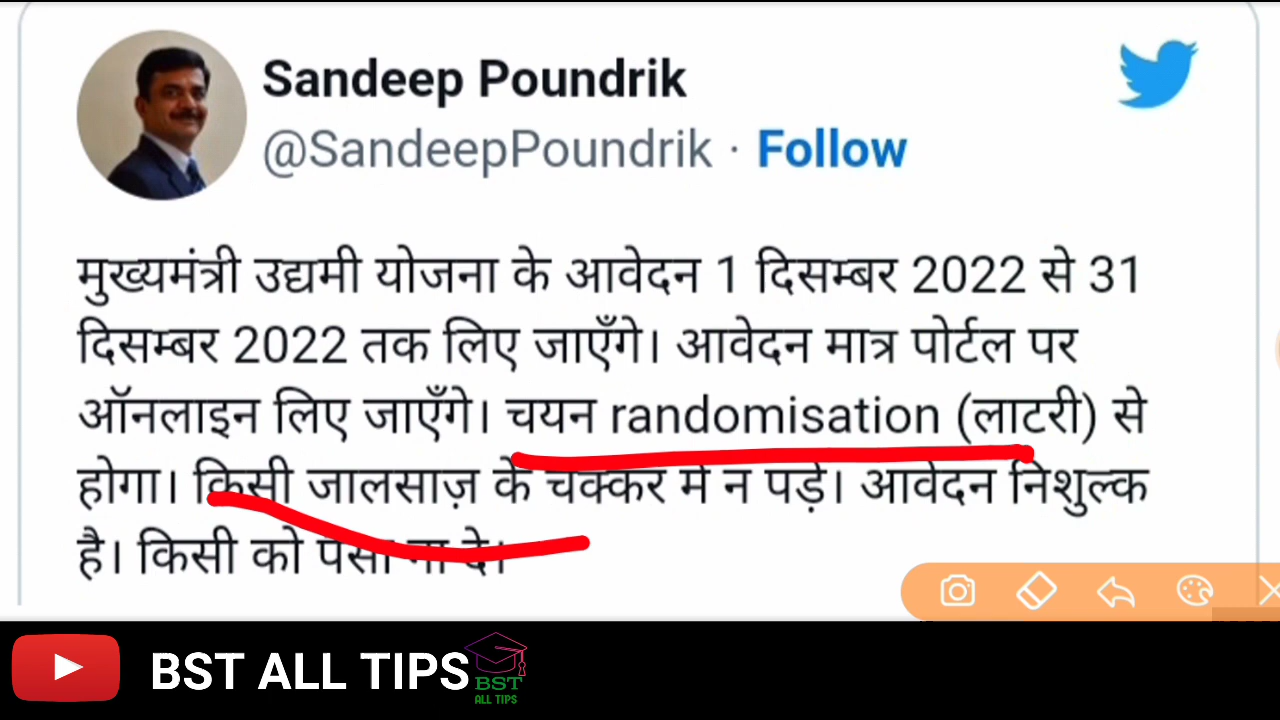 Sandeep Poundrik
@SandeepPoundrik · Follow
मुख्यमंत्री उद्यमी योजना के आवेदन 1 दिसम्बर 2022 से 31
दिसम्बर 2022 तक लिए जाएँगे। आवेदन मात्र पोर्टल पर
ऑनलाइन लिए जाएँगे। चयन randomisation (लाटरी) से
होगा। किसी जालसाज़ के चक्कर में न पड़ें। आवेदन निशुल्क
है। किसी को पैसा ना दे।
BST ALL TIPS
BST
ALL TIPS